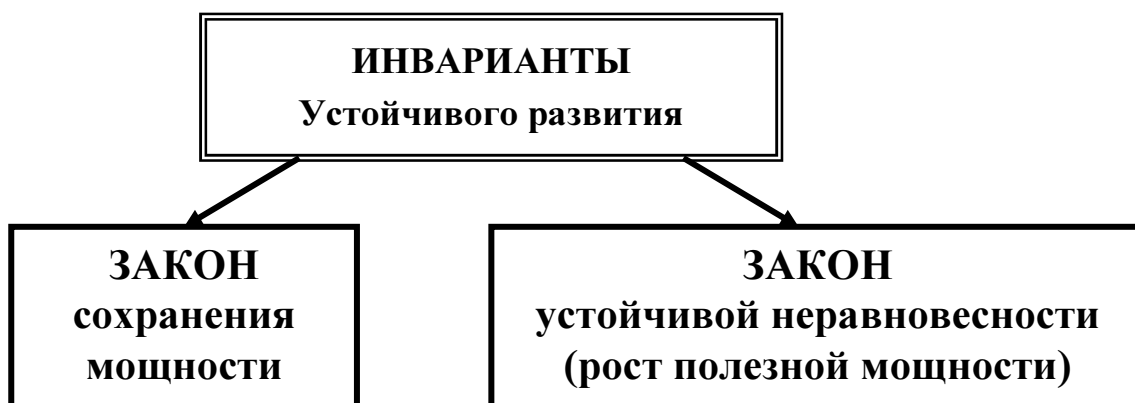 ИНВАРИАНТЫ
Устойчивого развития
ЗАКОН
сохранения
мощности
ЗАКОН
устойчивой неравновесности
(рост полезной мощности)